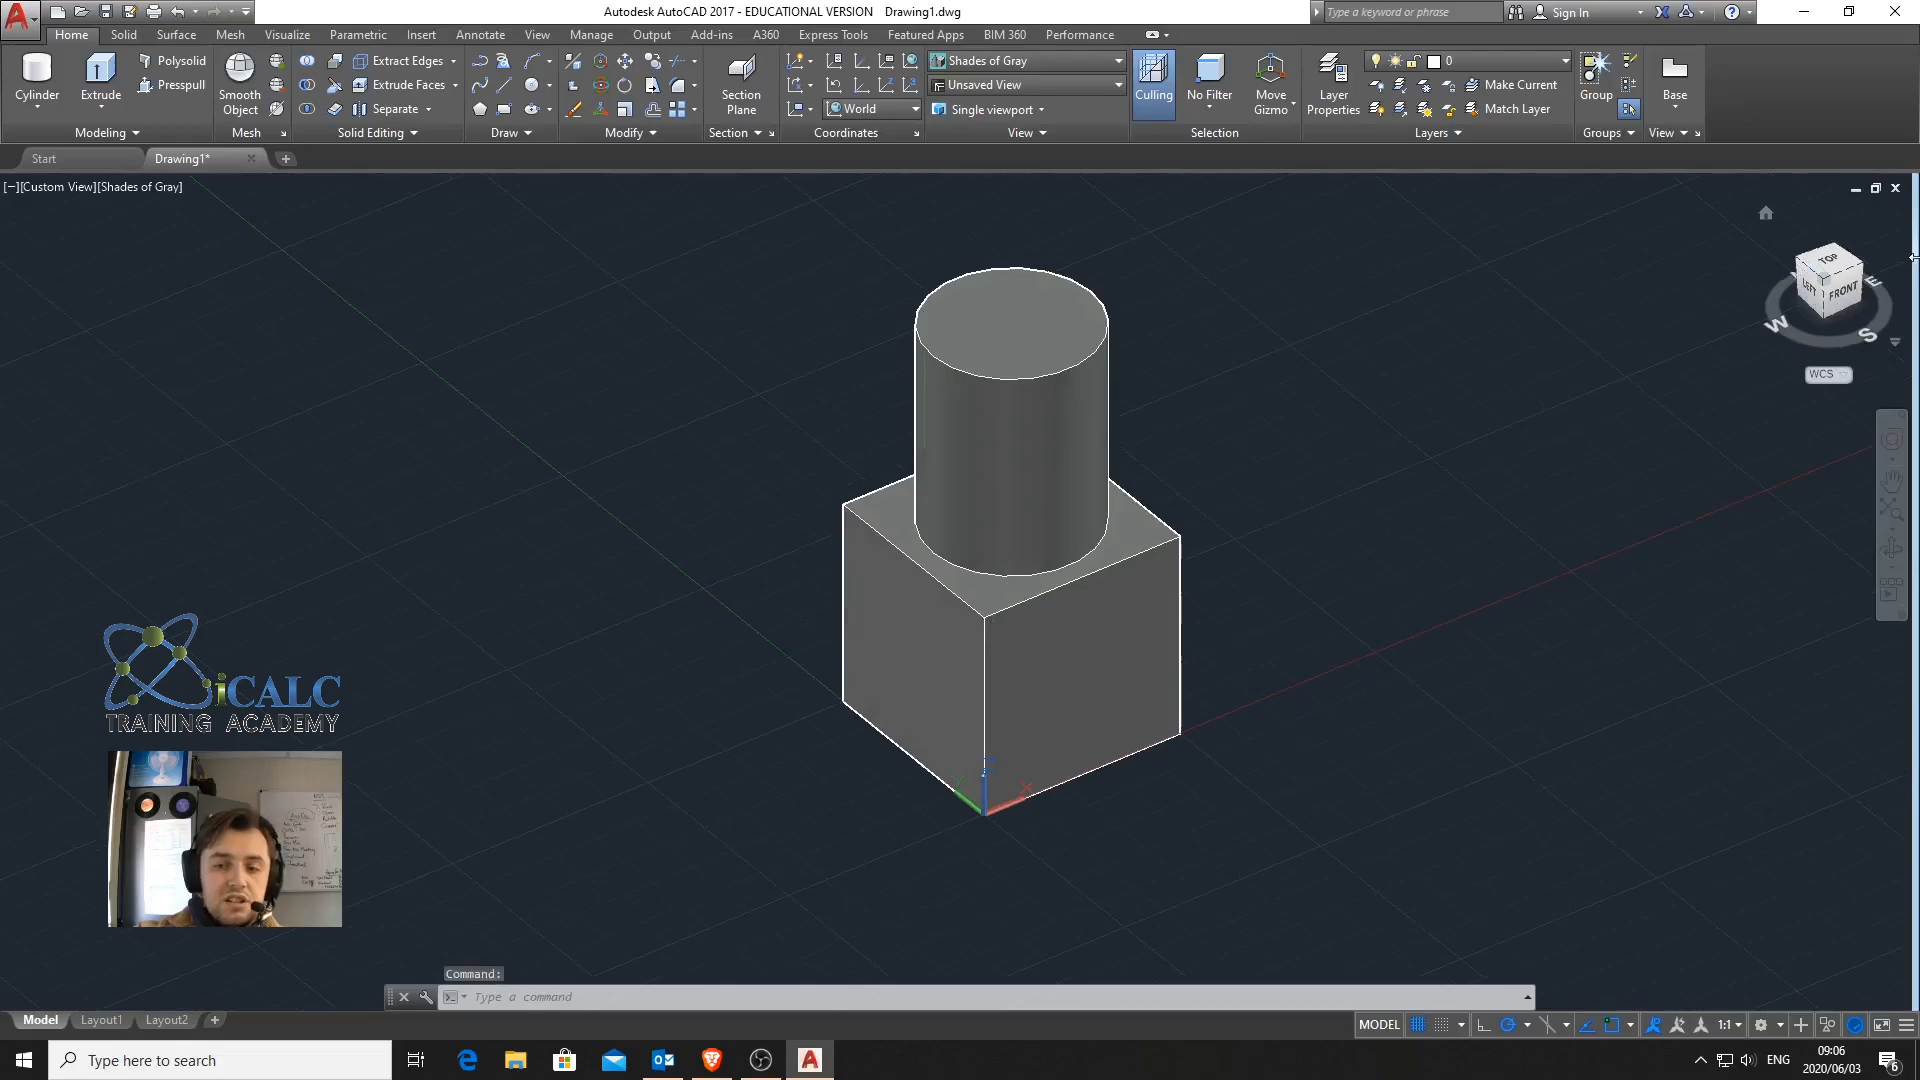 Autodesk AutoCAD 2017 - EDUCATIONAL VERSION Drawing1.dwg
Type a keyword or phrase
Sign In
Home Solid Surface Mesh Visualize Parametric Insert Annotate View Manage Output Add-ins A360 Express Tools Featured Apps BIM 360 Performance
Cylinder
Extrude
Polysolid
Presspull
Modeling
Smooth Object
Mesh
Extract Edges
Extrude Faces
Separate
Solid Editing
Draw
Modify
Section Plane
Section
World
Coordinates
Shades of Gray
Unsaved View
Single viewport
View
Culling
No Filter
Move Gizmo
Selection
Layer Properties
0
Make Current
Match Layer
Layers
Group
Groups
Base
View
Start
Drawing1*
[−][Custom View][Shades of Gray]
TOP
LEFT
FRONT
E
W
S
WCS
iCALC
TRAINING ACADEMY
X
Command:
Type a command
Model Layout1 Layout2
MODEL
1:1
Type here to search
ENG
09:06
2020/06/03
6